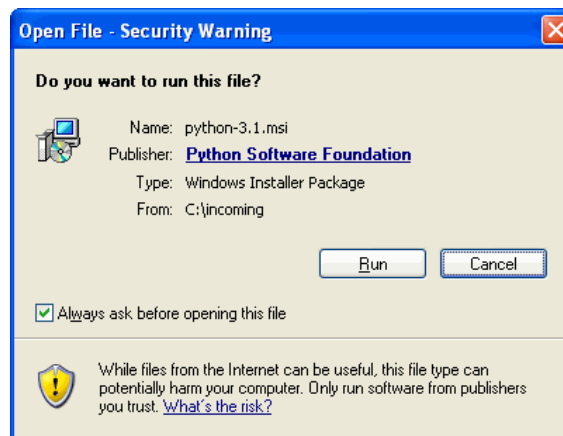 Open File - Security Warning
Do you want to run this file?
Name: python-3.1.msi
Publisher: Python Software Foundation
Type: Windows Installer Package
From: C:\incoming
Run Cancel
Always ask before opening this file
While files from the Internet can be useful, this file type can
potentially harm your computer. Only run software from publishers
you trust. What's the risk?